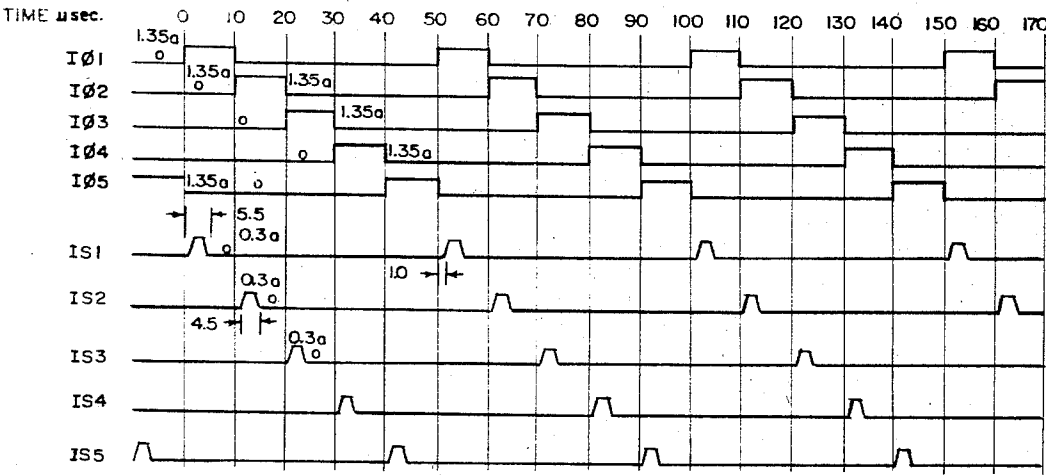 TIME μsec. 0 10 20 30 40 50 60 70 80 90 100 110 120 130 140 150 160 170
1.35a
IØ1 o
1.35a 1.35a
IØ2 o
IØ3 o 1.35a
IØ4 o 1.35a
IØ5 1.35a o
5.5
0.3a
IS1 o
1.0
0.3a
IS2 o
4.5
0.3a
IS3 o
IS4
IS5